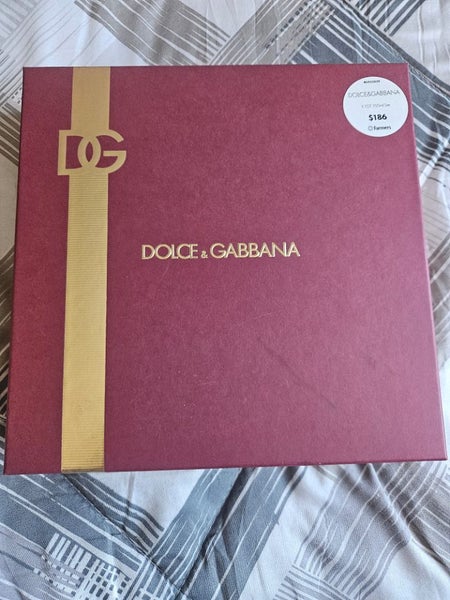 DOLCE&GABBANA
$186
Farmers
DG
DOLCE & GABBANA